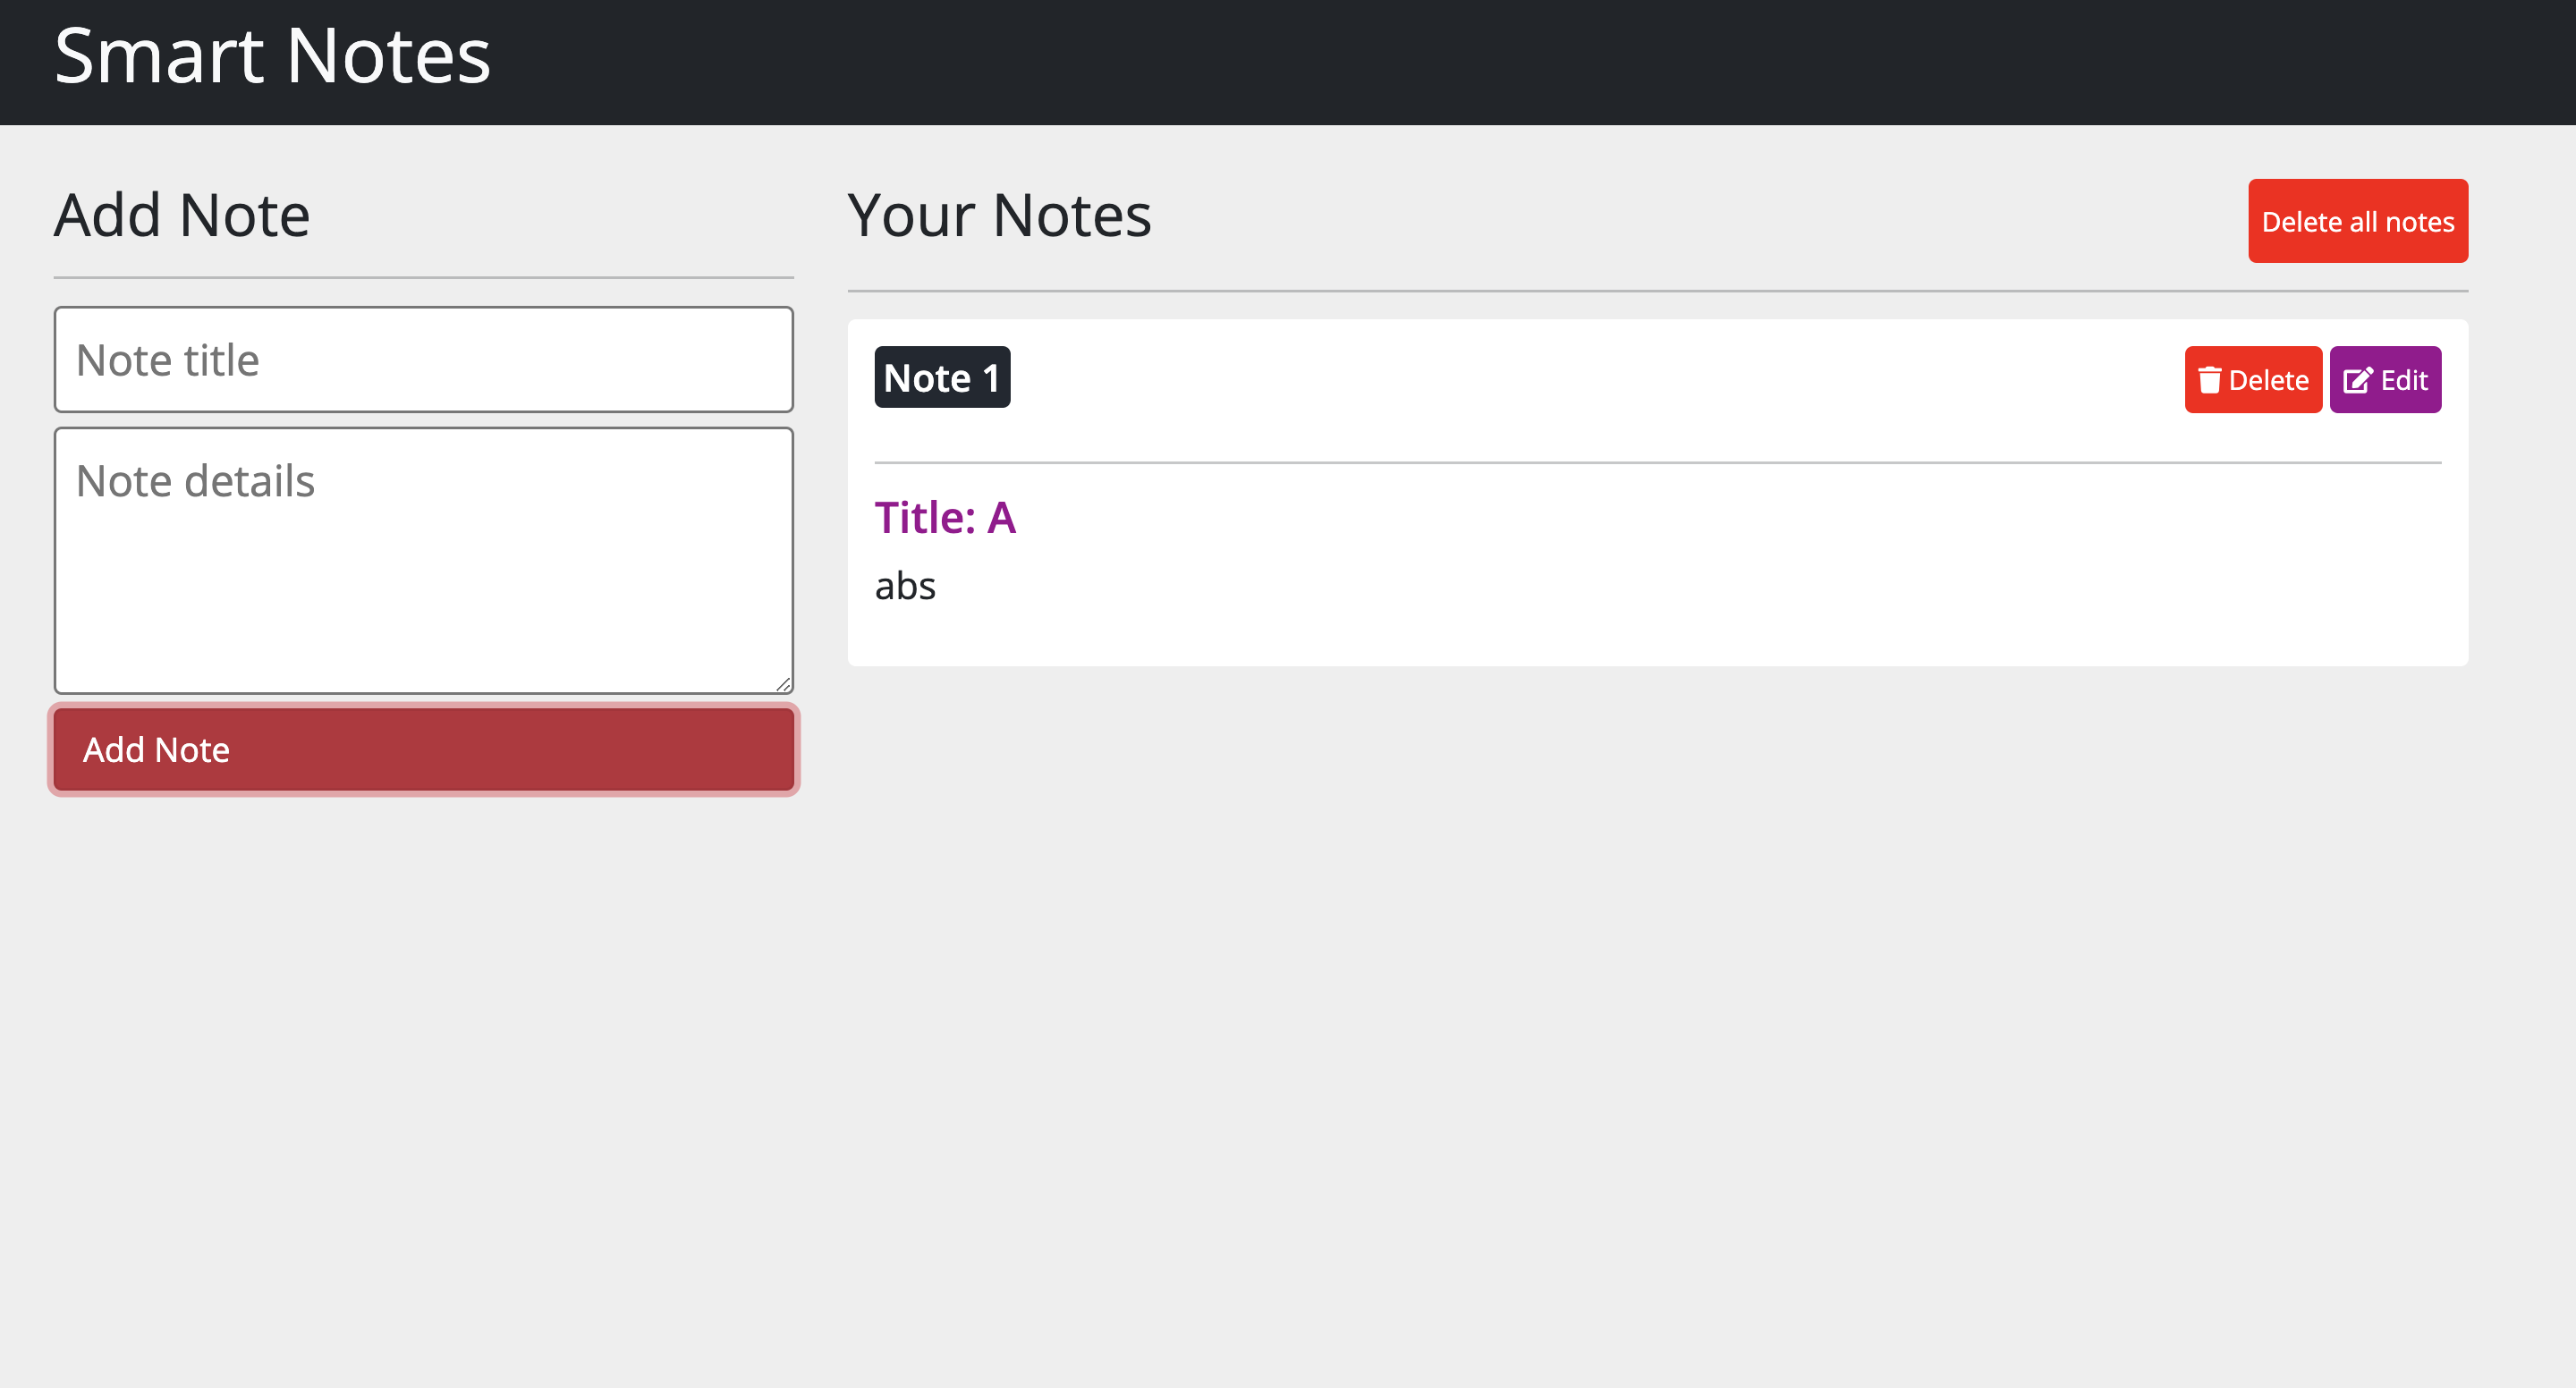 Smart Notes
Add Note
Note title
Note details
Add Note
Your Notes
Delete all notes
Note 1
Delete
Edit
Title: A
abs